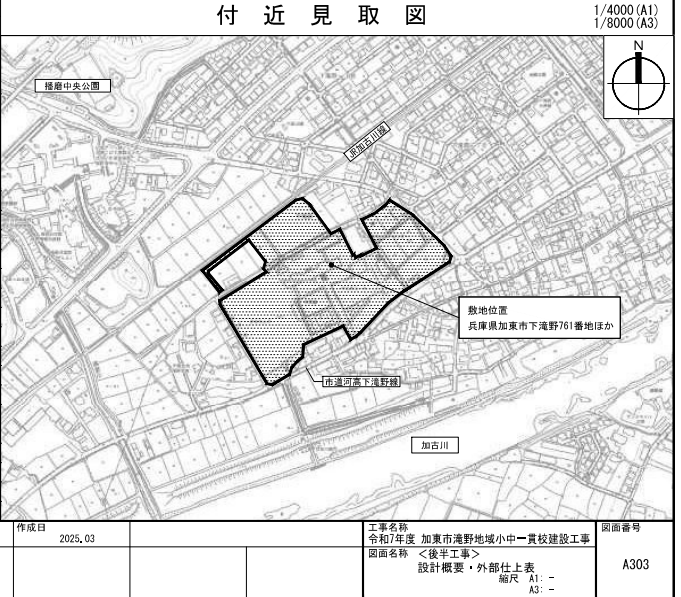 付近見取図
1/4000(A1)
1/8000(A3)
N
播磨中央公園
JR加古川線
敷地位置
兵庫県加東市下滝野761番地ほか
市道河高下滝野線
加古川
作成日
2025.03
工事名称
令和7年度 加東市滝野地域小中一貫校建設工事
図面名称 <後半工事>
設計概要・外部仕上表
縮尺 A1: -
A3: -
図面番号
A303